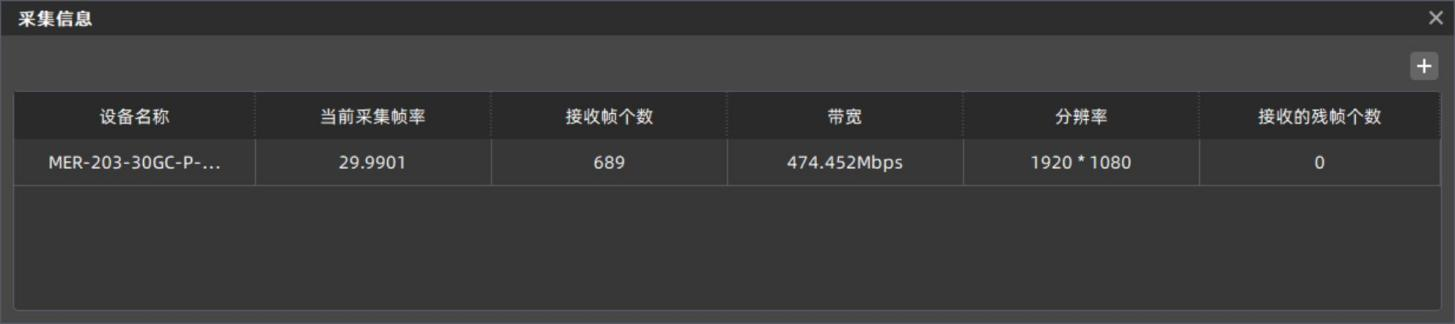 采集信息
设备名称 当前采集帧率 接收帧个数 带宽 分辨率 接收的残帧个数
MER-203-30GC-P-... 29.9901 689 474.452Mbps 1920 * 1080 0